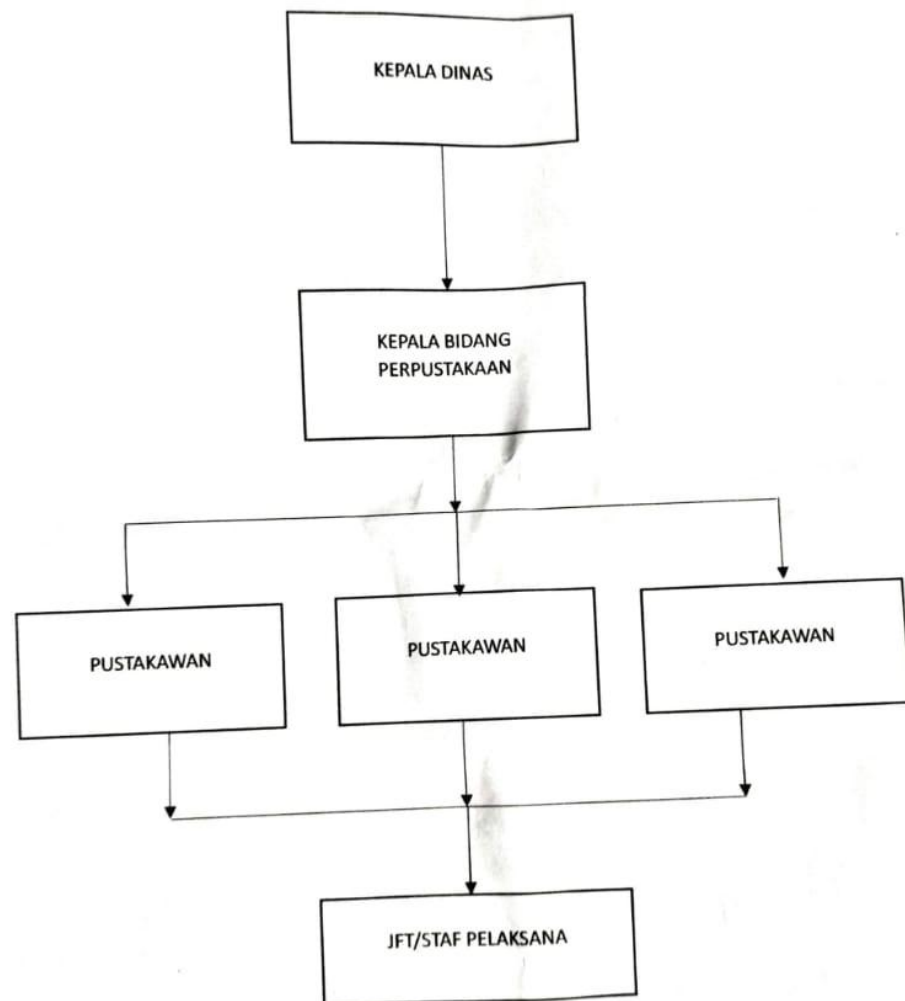 KEPALA DINAS
KEPALA BIDANG
PERPUSTAKAAN
PUSTAKAWAN
PUSTAKAWAN
PUSTAKAWAN
JFT/STAF PELAKSANA